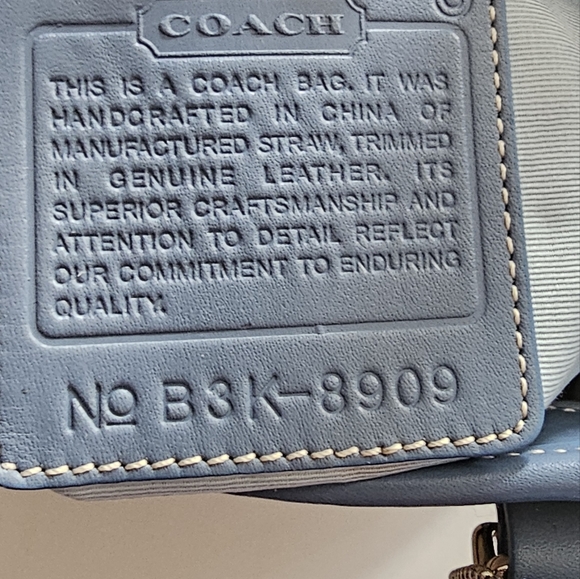 ©
COACH
THIS IS A COACH BAG. IT WAS
HANDCRAFTED IN CHINA OF
MANUFACTURED STRAW, TRIMMED
IN GENUINE LEATHER. ITS
SUPERIOR CRAFTSMANSHIP AND
ATTENTION TO DETAIL REFLECT
OUR COMMITMENT TO ENDURING
QUALITY.
No B3K-8909